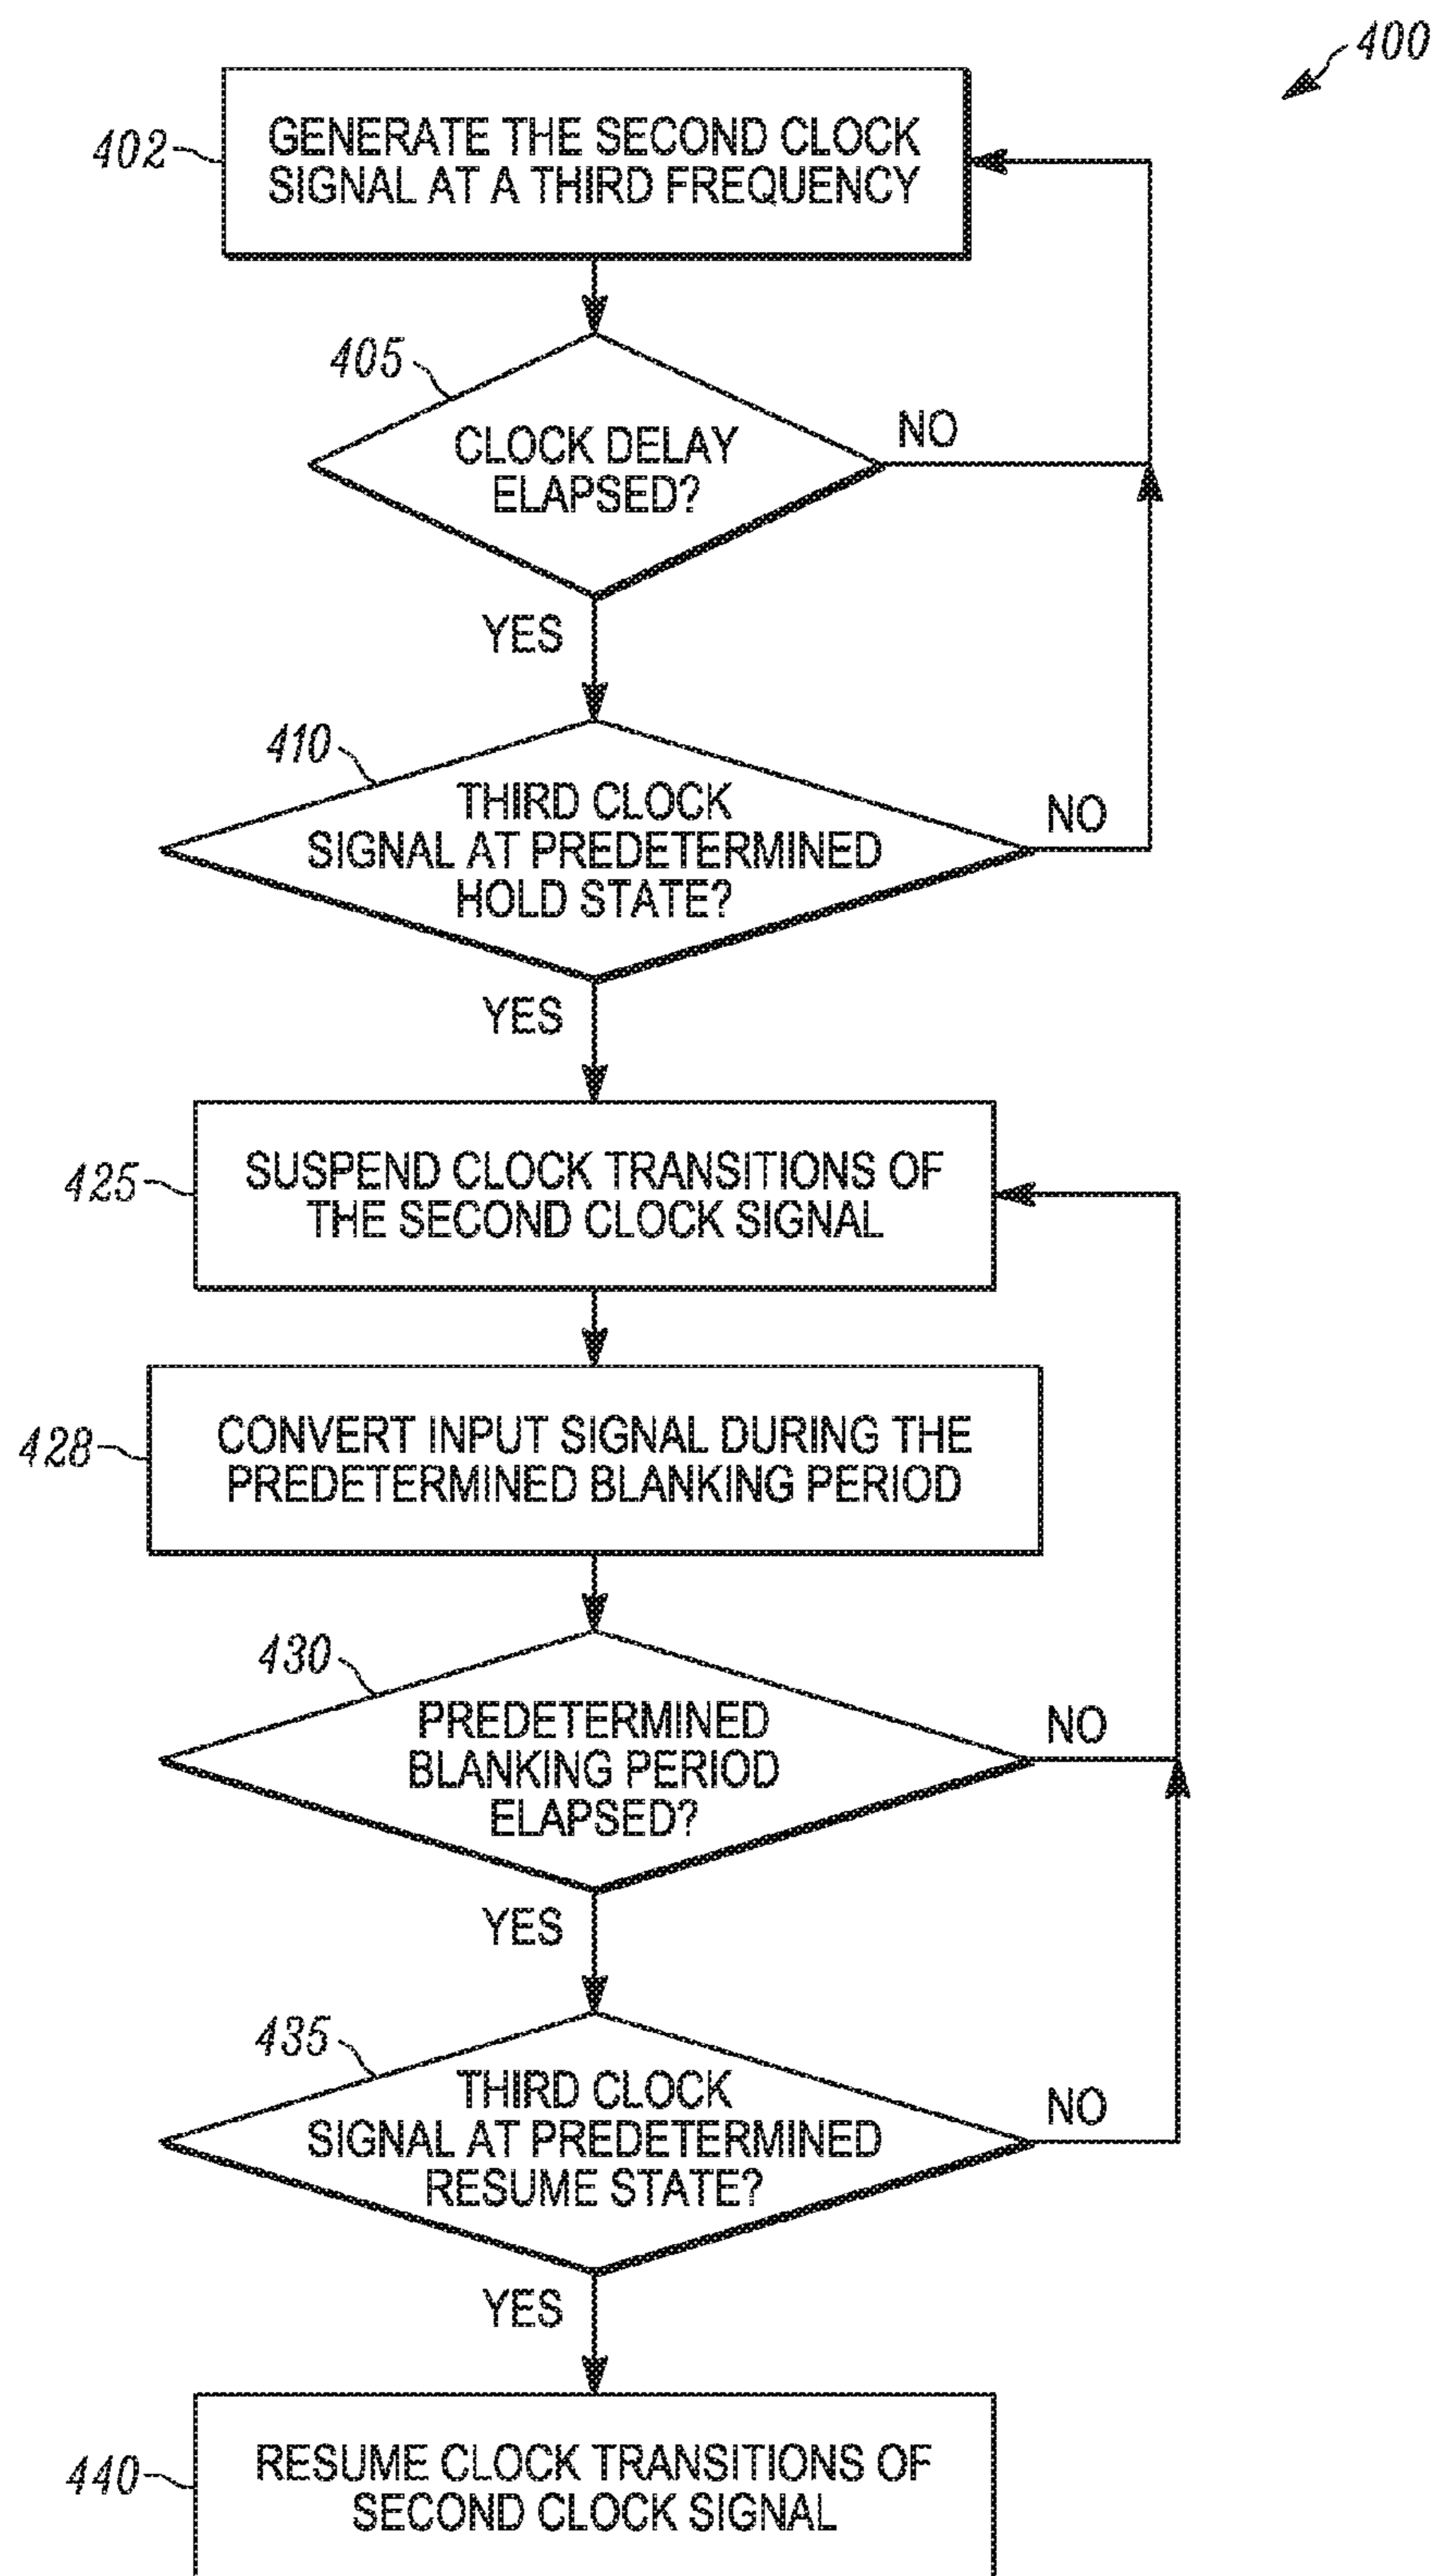 400
402
GENERATE THE SECOND CLOCK
SIGNAL AT A THIRD FREQUENCY
405
CLOCK DELAY
ELAPSED?
NO
YES
410
THIRD CLOCK
SIGNAL AT PREDETERMINED
HOLD STATE?
NO
YES
425
SUSPEND CLOCK TRANSITIONS OF
THE SECOND CLOCK SIGNAL
428
CONVERT INPUT SIGNAL DURING THE
PREDETERMINED BLANKING PERIOD
430
PREDETERMINED
BLANKING PERIOD
ELAPSED?
NO
YES
435
THIRD CLOCK
SIGNAL AT PREDETERMINED
RESUME STATE?
NO
YES
440
RESUME CLOCK TRANSITIONS OF
SECOND CLOCK SIGNAL